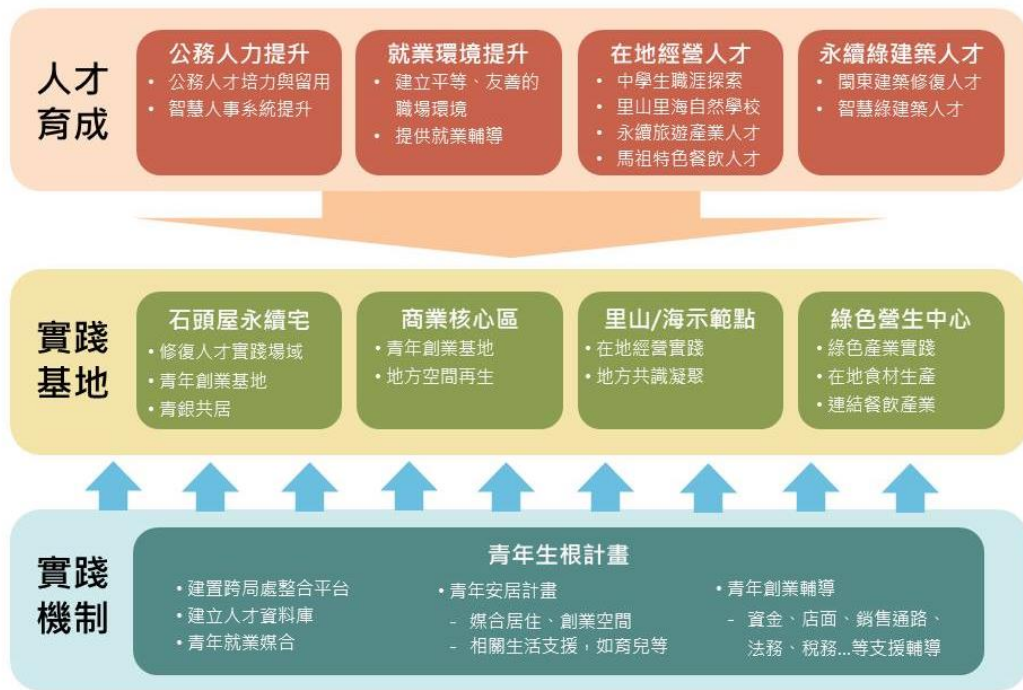 人才
育成
公務人力提升
• 公務人才培力與留用
• 智慧人事系統提升
就業環境提升
• 建立平等、友善的
職場環境
• 提供就業輔導
在地經營人才
• 中學生職涯探索
• 里山里海自然學校
• 永續旅遊產業人才
• 馬祖特色餐飲人才
永續綠建築人才
• 閩東建築修復人才
• 智慧綠建築人才
實踐
基地
石頭屋永續宅
• 修復人才實踐場域
• 青年創業基地
• 青銀共居
商業核心區
• 青年創業基地
• 地方空間再生
里山/海示範點
• 在地經營實踐
• 地方共識凝聚
綠色營生中心
• 綠色產業實踐
• 在地食材生產
• 連結餐飲產業
實踐
機制
青年生根計畫
• 建置跨局處整合平台
• 建立人才資料庫
• 青年就業媒合
• 青年安居計畫
- 媒合居住、創業空間
- 相關生活支援，如育兒等
• 青年創業輔導
- 資金、店面、銷售通路、
法務、稅務...等支援輔導